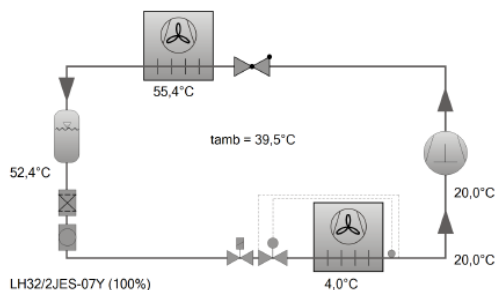 55,4°C
tamb = 39,5°C
52,4°C
20,0°C
20,0°C
LH32/2JES-07Y (100%)
4,0°C